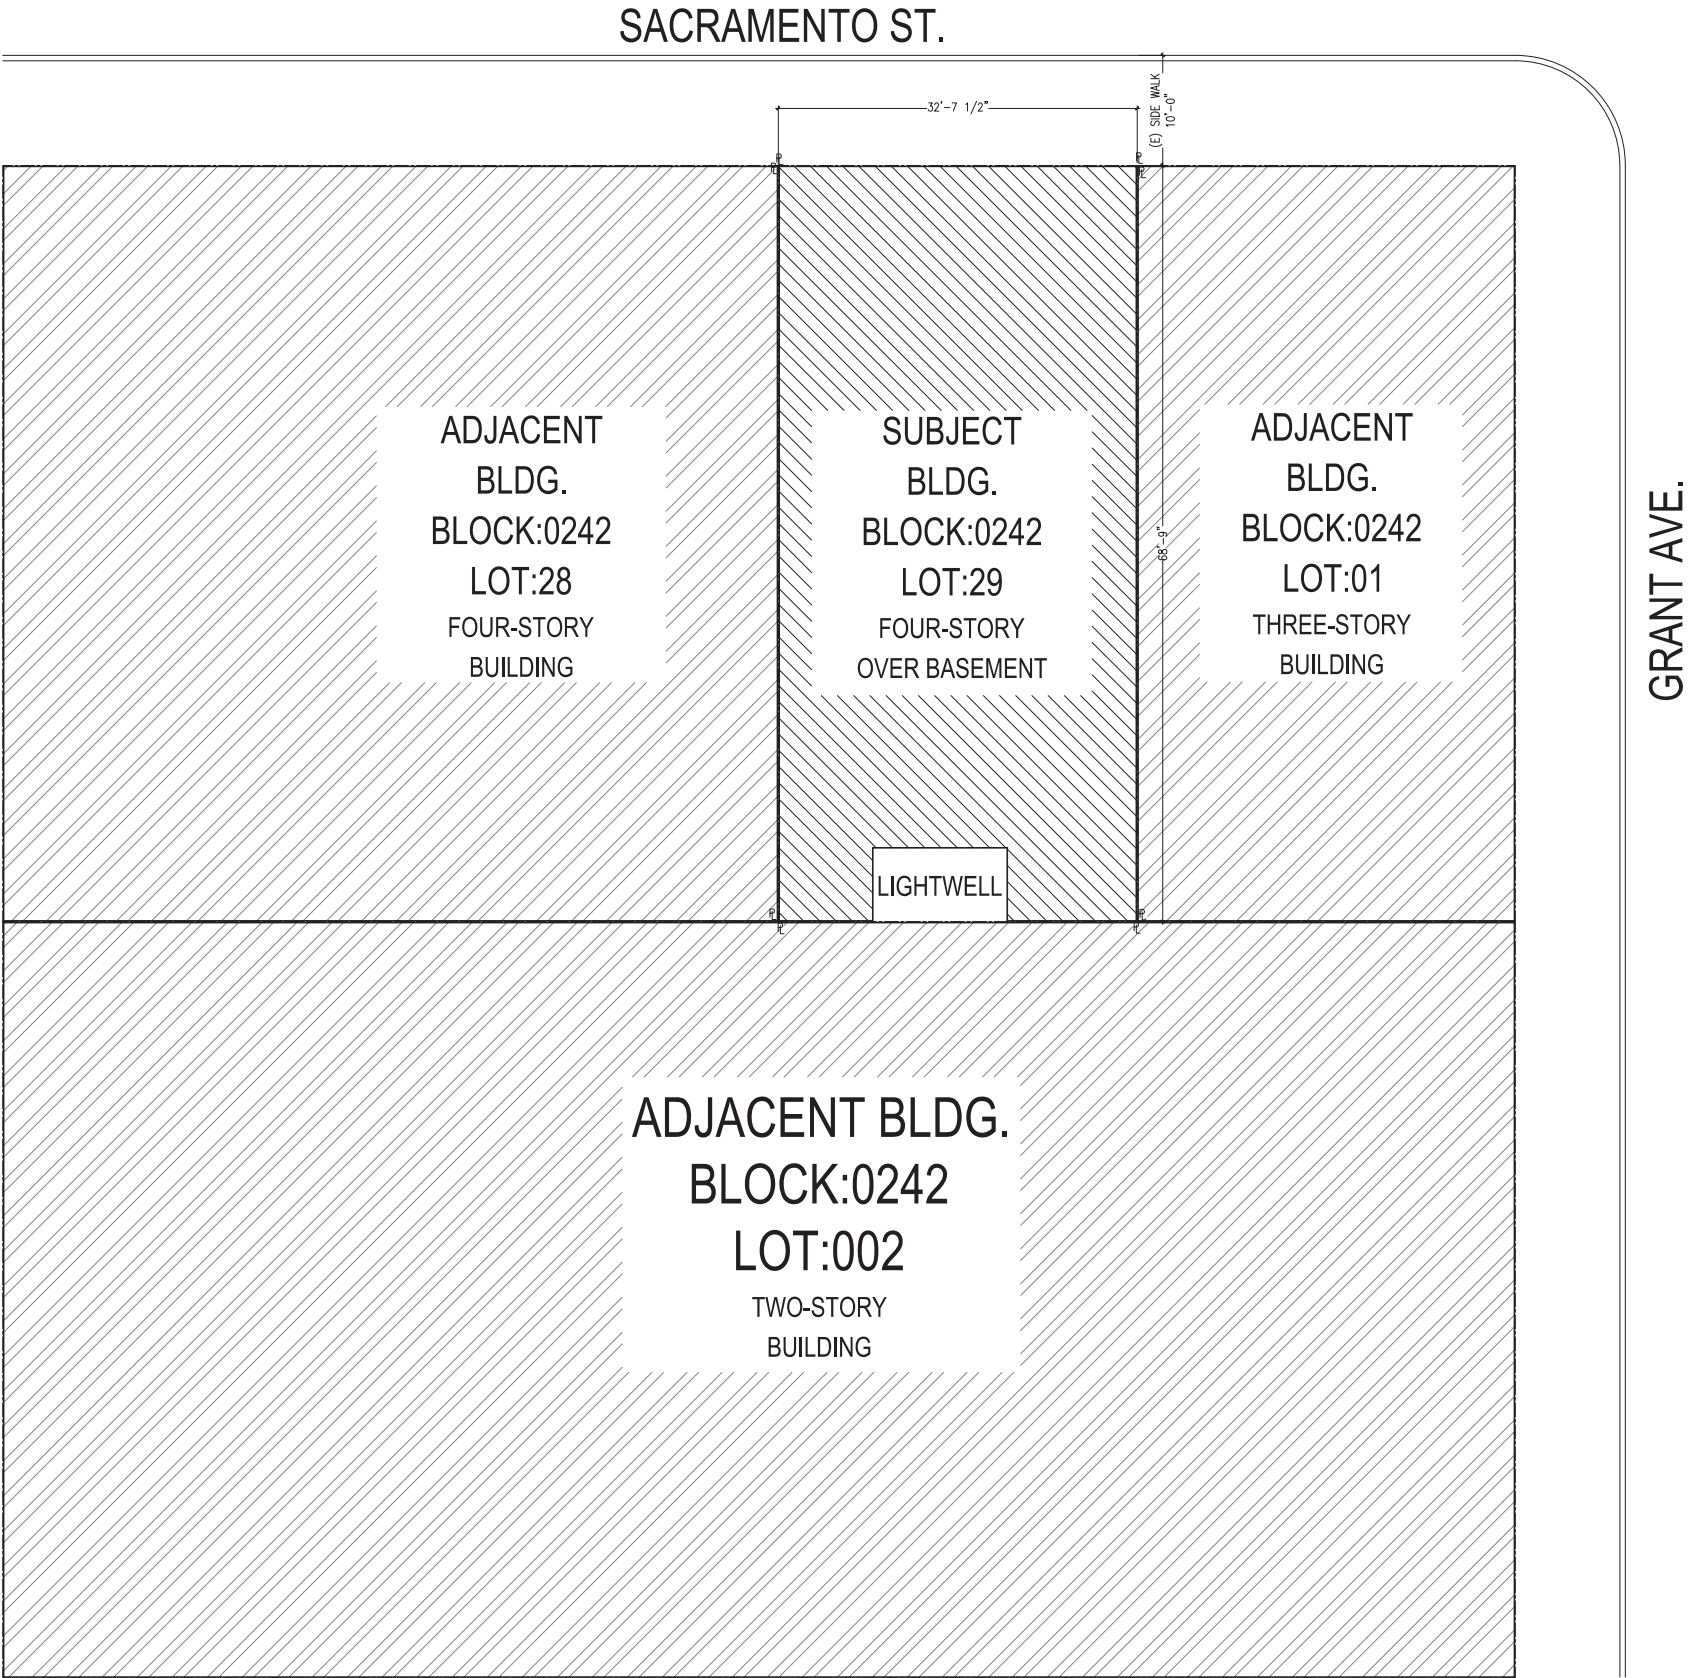 SACRAMENTO ST.
32'-7 1/2"
(E) SIDE WALK
10'-0"
ADJACENT
BLDG.
BLOCK:0242
LOT:28
FOUR-STORY
BUILDING
SUBJECT
BLDG.
BLOCK:0242
LOT:29
FOUR-STORY
OVER BASEMENT
68'-9"
ADJACENT
BLDG.
BLOCK:0242
LOT:01
THREE-STORY
BUILDING
GRANT AVE.
LIGHTWELL
ADJACENT BLDG.
BLOCK:0242
LOT:002
TWO-STORY
BUILDING